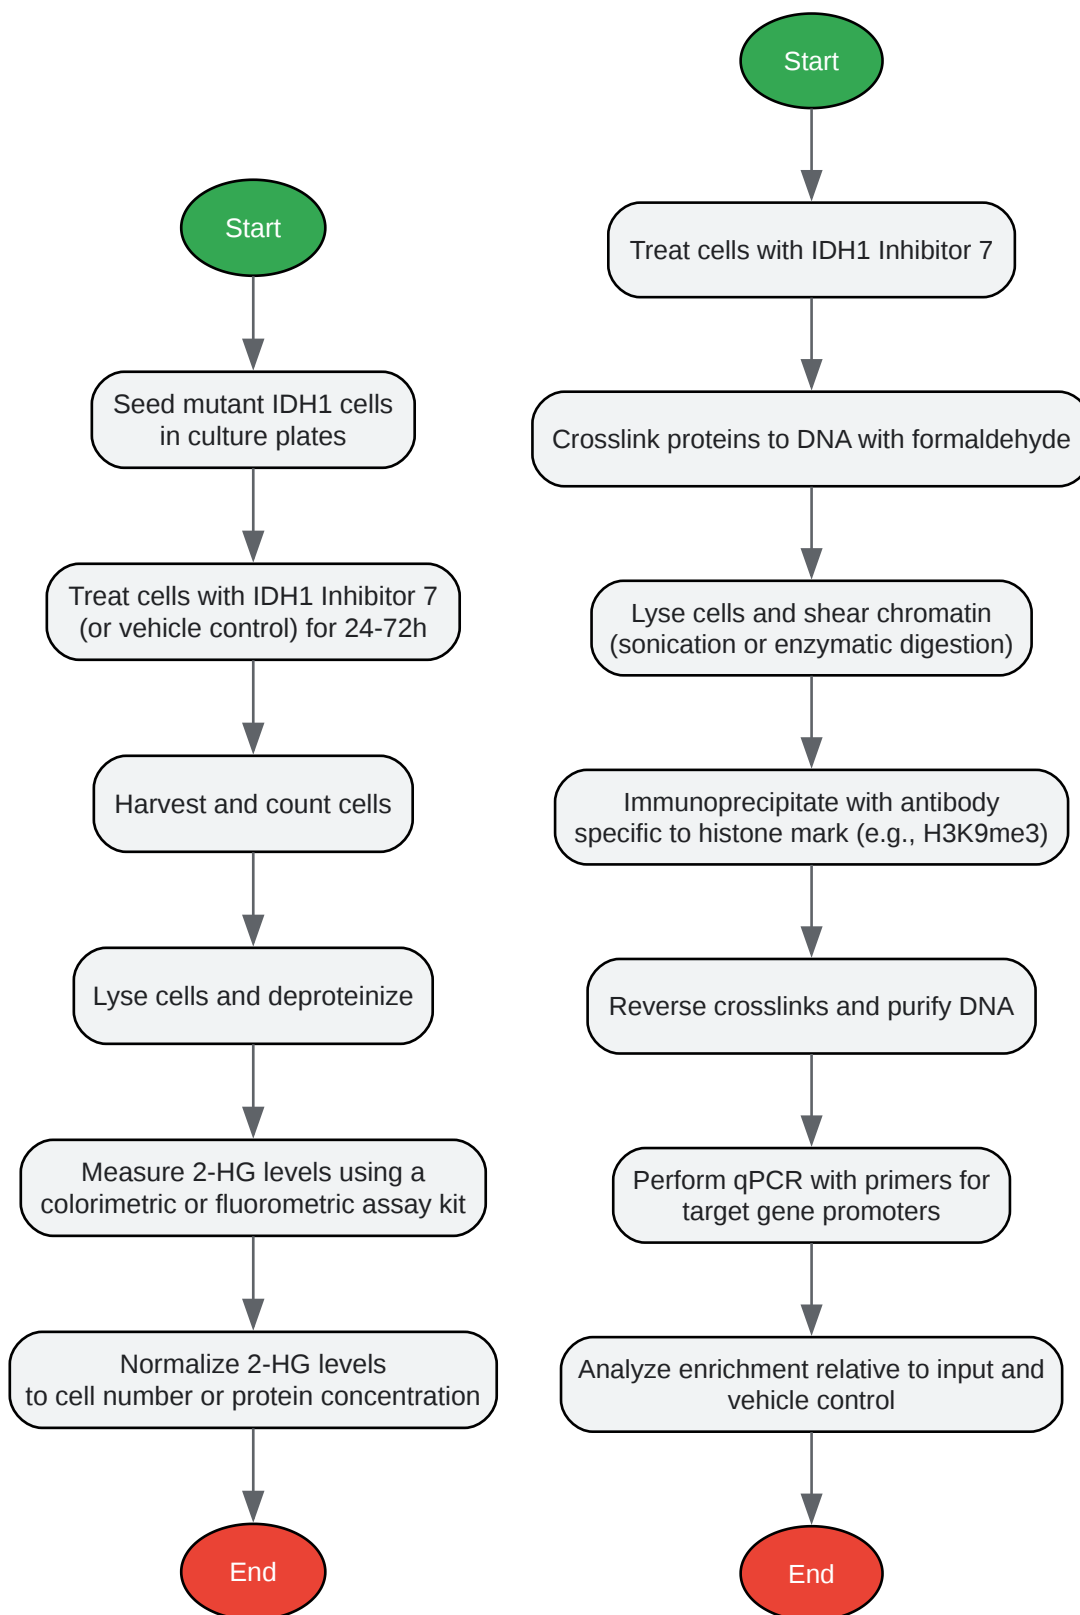 Start
Seed mutant IDH1 cells
in culture plates
Treat cells with IDH1 Inhibitor 7
(or vehicle control) for 24-72h
Harvest and count cells
Lyse cells and deproteinize
Measure 2-HG levels using a
colorimetric or fluorometric assay kit
Normalize 2-HG levels
to cell number or protein concentration
End
Start
Treat cells with IDH1 Inhibitor 7
Crosslink proteins to DNA with formaldehyde
Lyse cells and shear chromatin
(sonication or enzymatic digestion)
Immunoprecipitate with antibody
specific to histone mark (e.g., H3K9me3)
Reverse crosslinks and purify DNA
Perform qPCR with primers for
target gene promoters
Analyze enrichment relative to input and
vehicle control
End